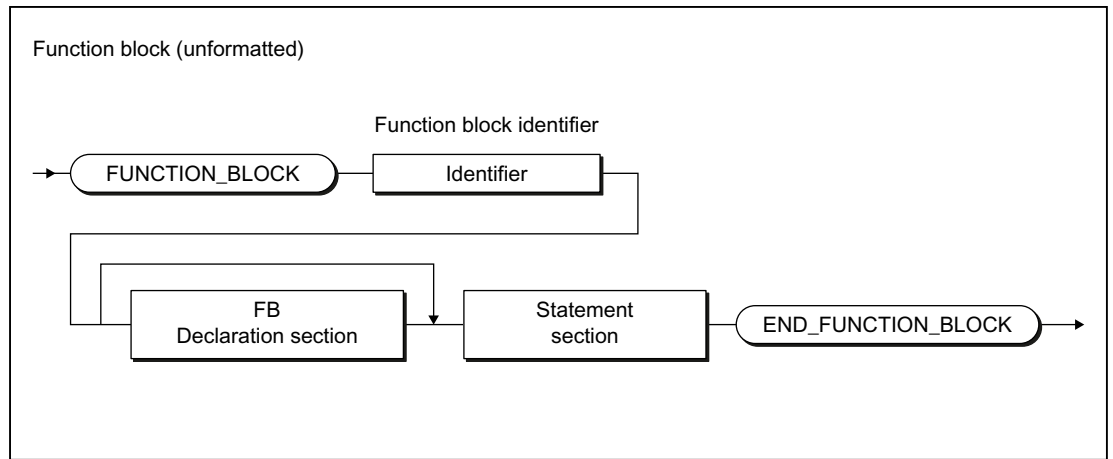 Function block (unformatted)
Function block identifier
FUNCTION_BLOCK
Identifier
FB
Declaration section
Statement
section
END_FUNCTION_BLOCK